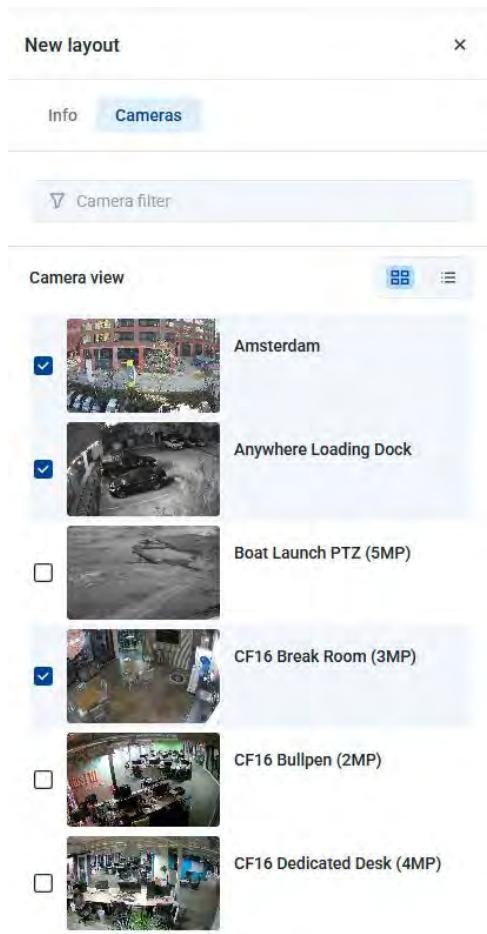 New layout
Info Cameras
Camera filter
Camera view
Amsterdam
Anywhere Loading Dock
Boat Launch PTZ (5MP)
CF16 Break Room (3MP)
CF16 Bullpen (2MP)
CF16 Dedicated Desk (4MP)